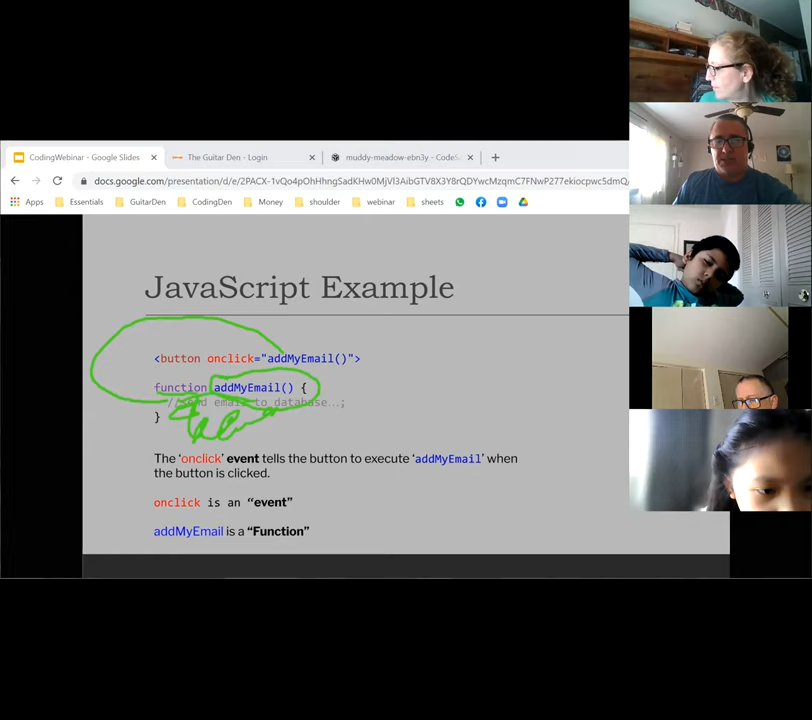 CodingWebinar - Google Slides
The Guitar Den - Login
muddy-meadow-ebn3y - CodeS
docs.google.com/presentation/d/e/2PACX-1vQo4pOhHhngSadKHw0MjVl3AibGTV8X3Y8rQDYwcMzqmC7FNwP277ekiocpwc5dmQ/
Apps Essentials GuitarDen CodingDen Money shoulder webinar sheets
JavaScript Example
<button onclick="addMyEmail()">
function addMyEmail() {
//send email to database...;
}
The ‘onclick’ event tells the button to execute ‘addMyEmail’ when
the button is clicked.
onclick is an “event”
addMyEmail is a “Function”